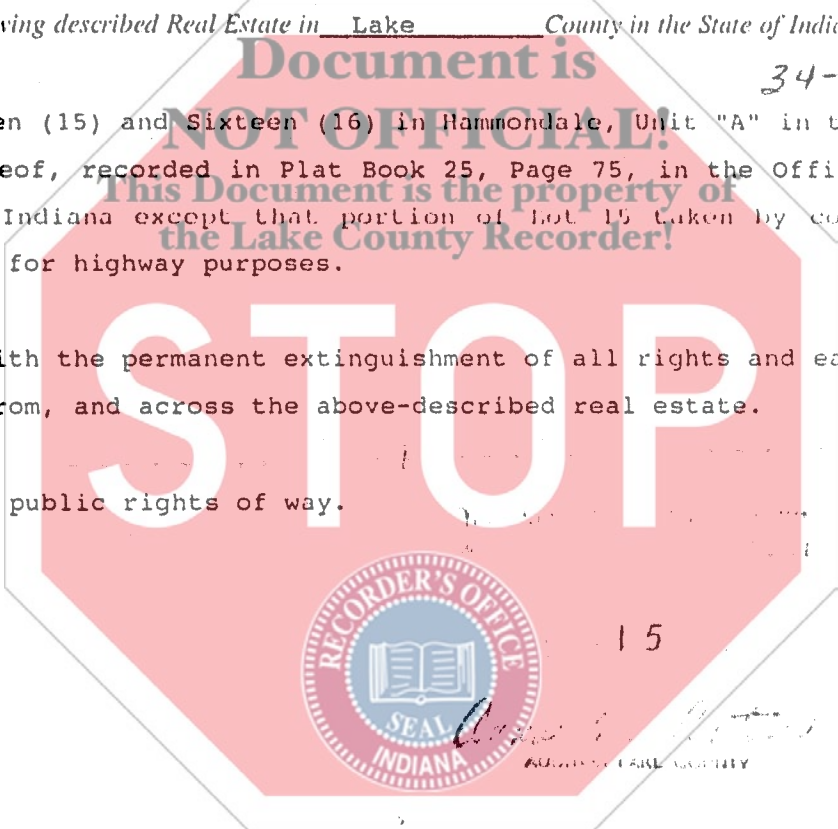 ving described Real Estate in Lake County in the State of India
Document is
34-
en (15) and Sixteen (16) in Hammondale, Unit "A" in t
NOT OFFICIAL!
eof, recorded in Plat Book 25, Page 75, in the Offi
This Document is the property of
Indiana except that portion of Lot 15 taken by co
the Lake County Recorder!
for highway purposes.
ith the permanent extinguishment of all rights and ea
rom, and across the above-described real estate.
STOP
public rights of way.
RECORDER'S OFFICE
SEAL
INDIANA
15
LAKE COUNTY